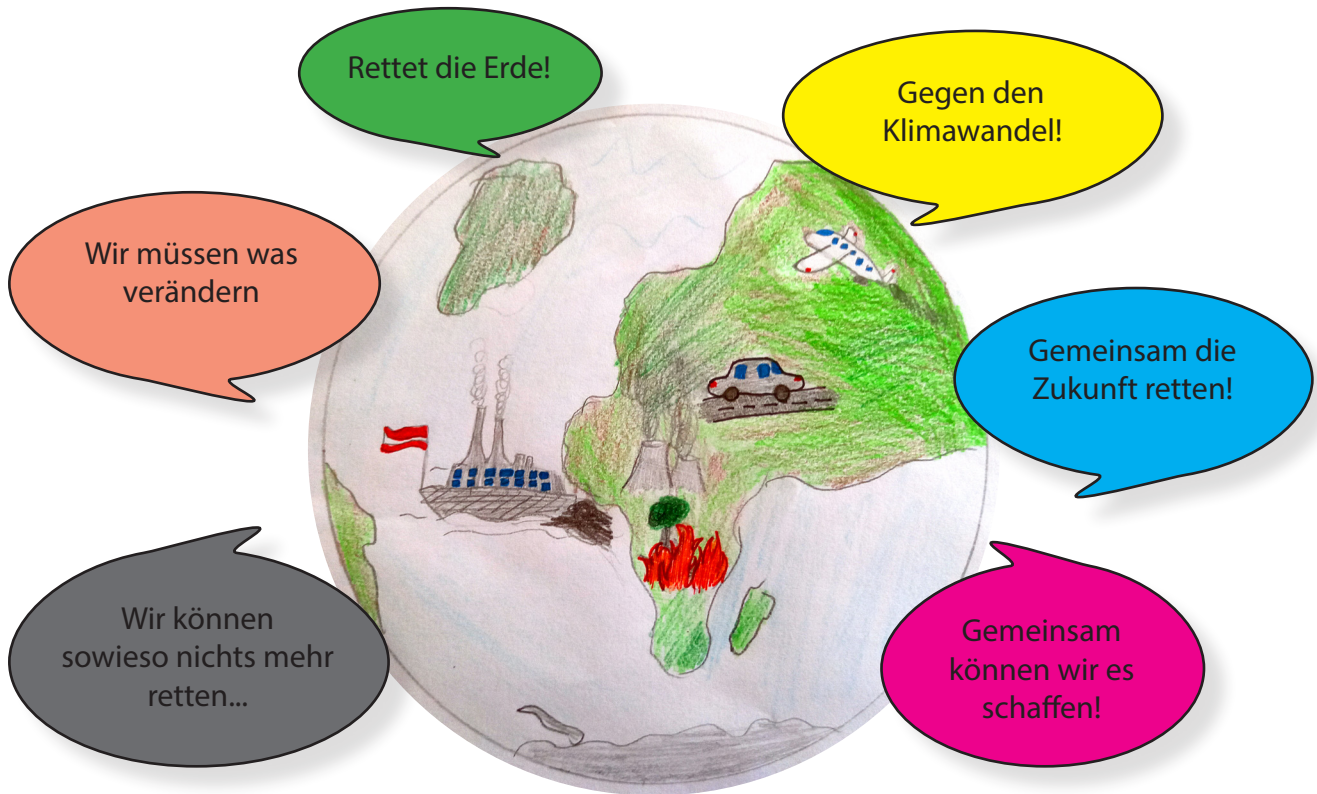 Rettet die Erde!
Gegen den
Klimawandel!
Wir müssen was
verändern
Gemeinsam die
Zukunft retten!
Wir können
sowieso nichts mehr
retten...
Gemeinsam
können wir es
schaffen!